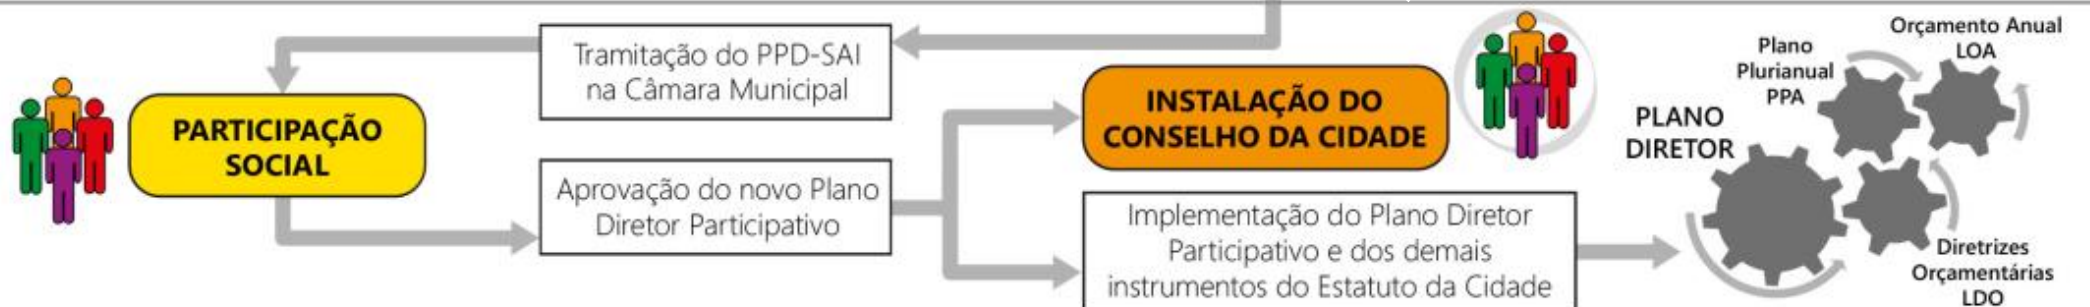 Tramitação do PPD-SAI
na Câmara Municipal
PARTICIPAÇÃO
SOCIAL
Aprovação do novo Plano
Diretor Participativo
INSTALAÇÃO DO
CONSELHO DA CIDADE
Implementação do Plano Diretor
Participativo e dos demais
instrumentos do Estatuto da Cidade
PLANO
DIRETOR
Plano
Plurianual
PPA
Orçamento Anual
LOA
Diretrizes
Orçamentárias
LDO